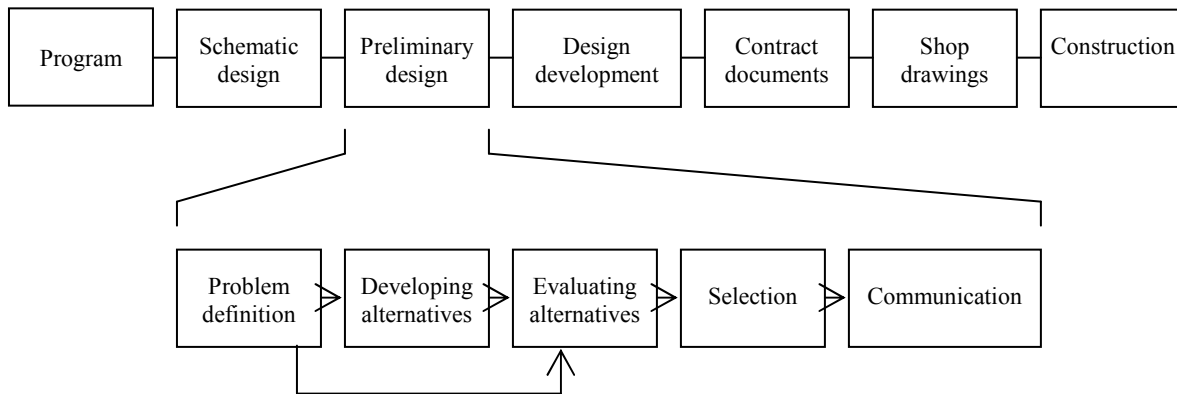 Program
Schematic
design
Preliminary
design
Design
development
Contract
documents
Shop
drawings
Construction
Problem
definition
Developing
alternatives
Evaluating
alternatives
Selection
Communication